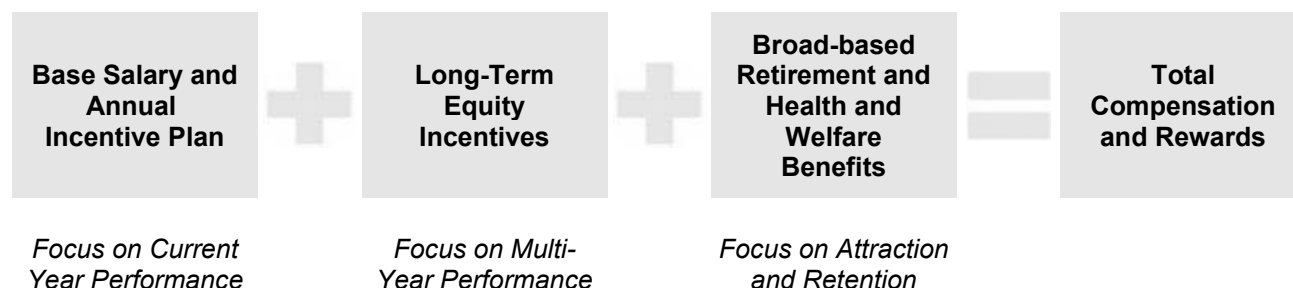 Base Salary and
Annual
Incentive Plan
Long-Term
Equity
Incentives
Broad-based
Retirement and
Health and
Welfare
Benefits
Total
Compensation
and Rewards
Focus on Current
Year Performance
Focus on Multi-
Year Performance
Focus on Attraction
and Retention